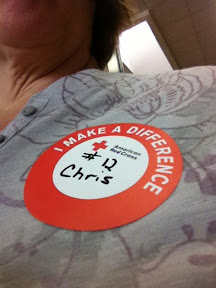 I MAKE A DIFFERENCE
American
Red Cross
#12
Chris